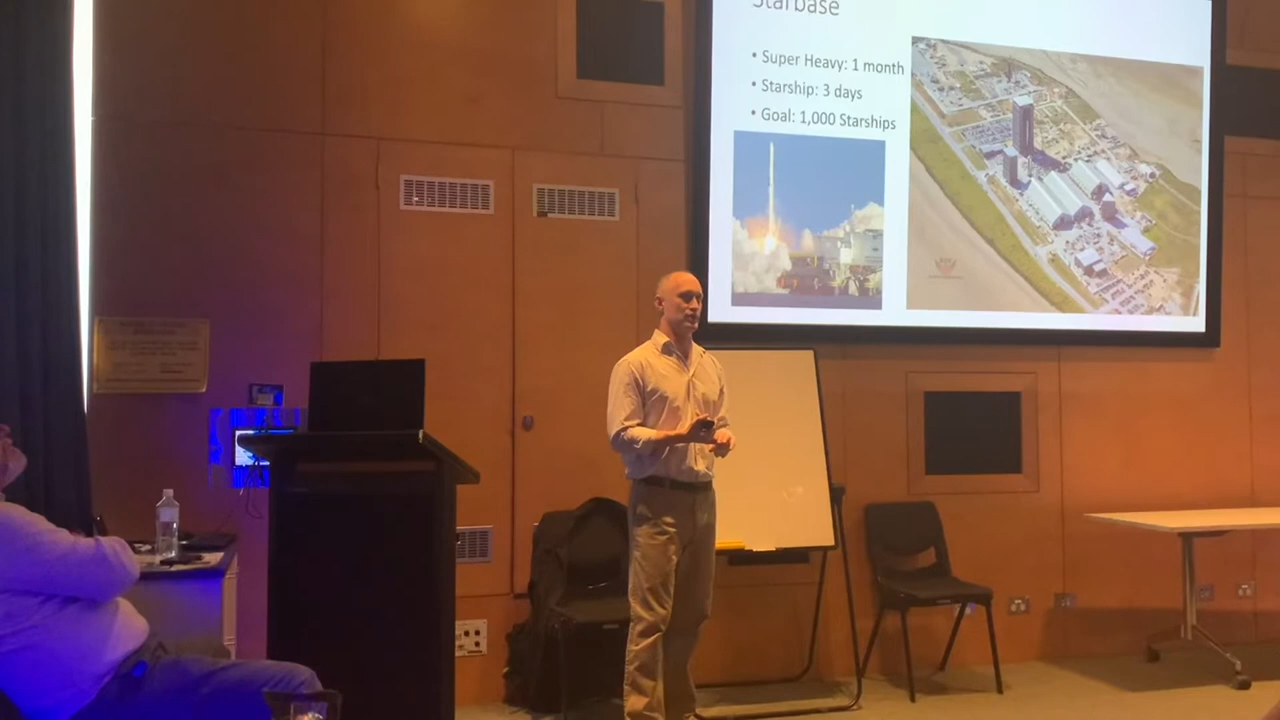 Starbase
• Super Heavy: 1 month
• Starship: 3 days
• Goal: 1,000 Starships